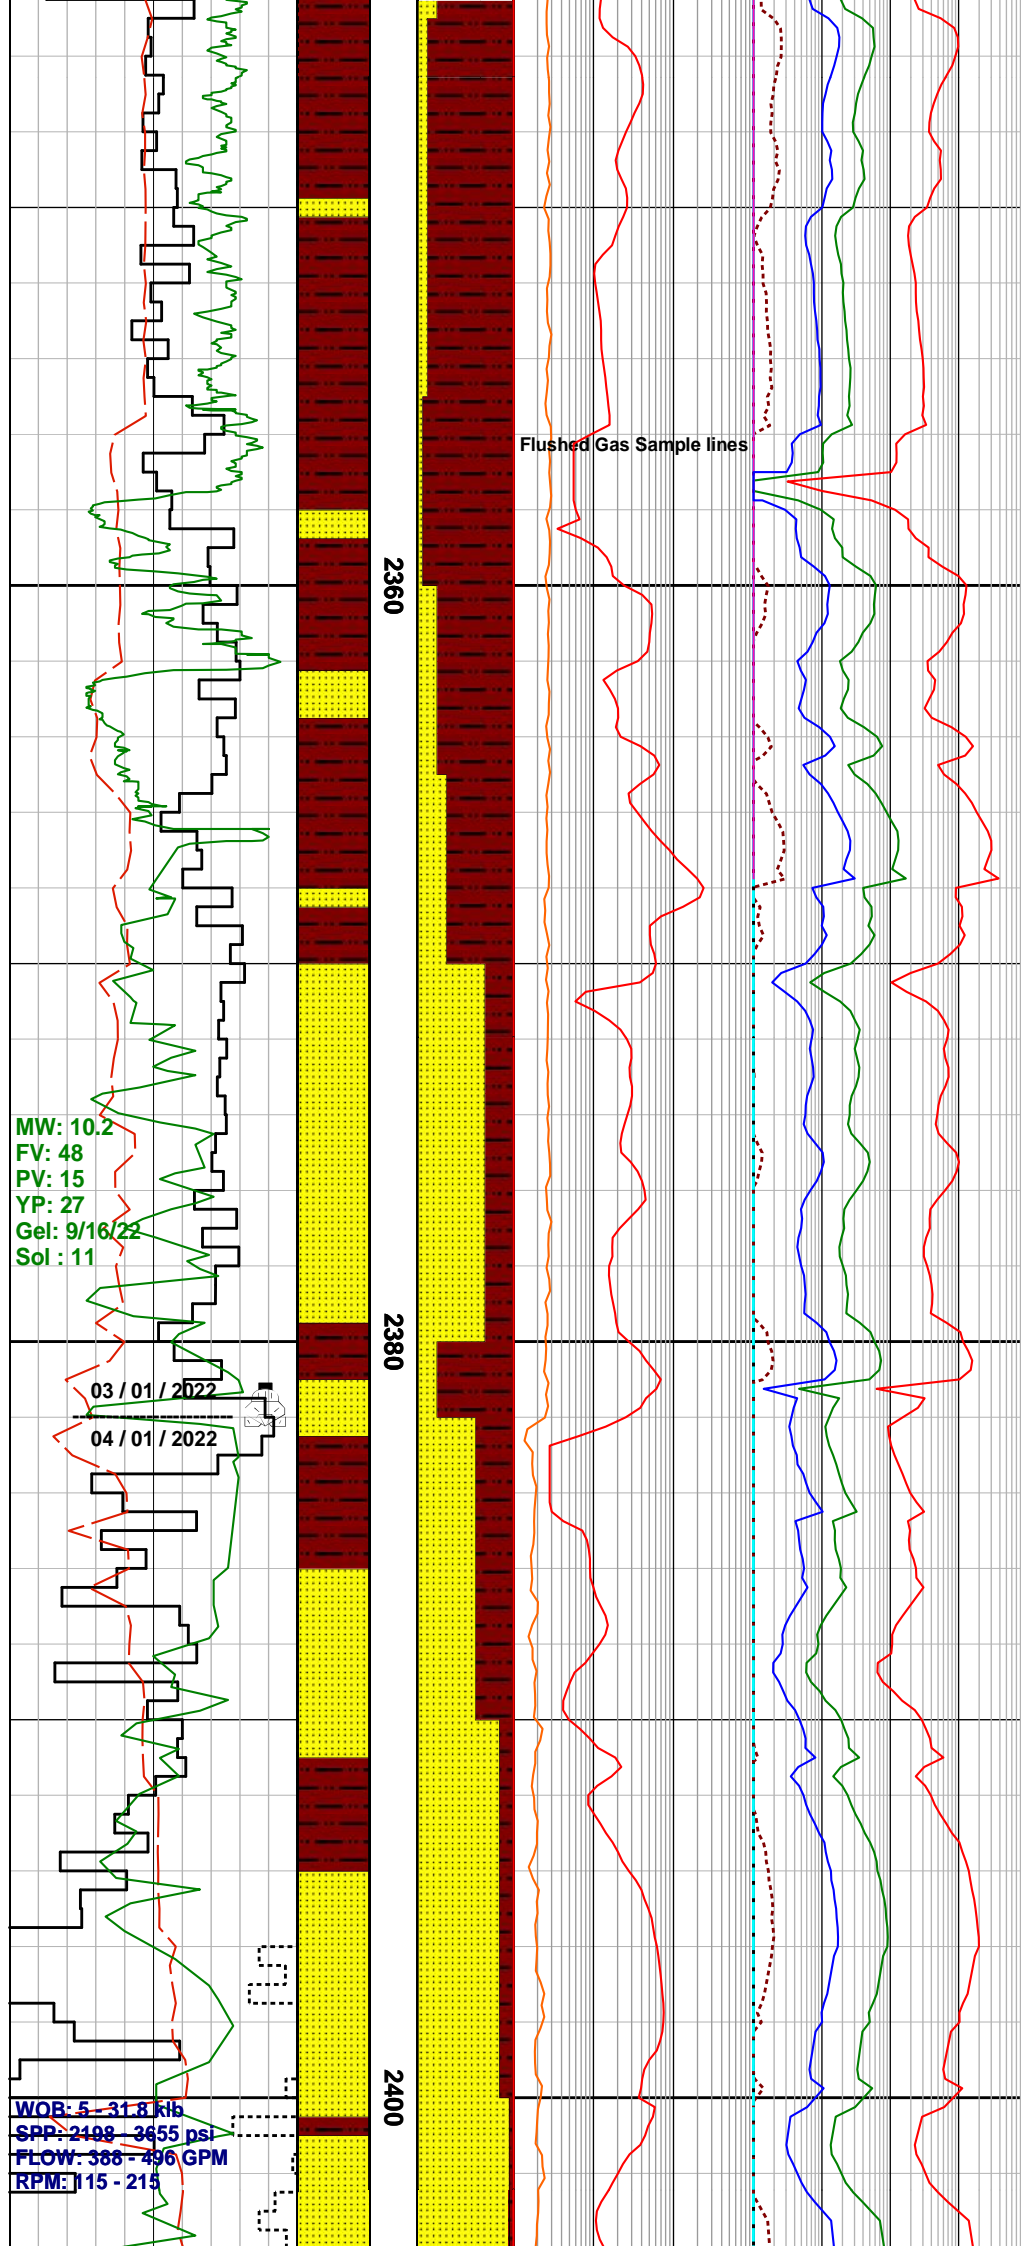 Flushed Gas Sample lines
2360
MW: 10.2
FV: 48
PV: 15
YP: 27
Gel: 9/16/22
Sol : 11
2380
03 / 01 / 2022
04 / 01 / 2022
2400
WOB: 5 - 31.8 klb
SPP: 2198 - 3655 psi
FLOW: 388 - 496 GPM
RPM: 115 - 215